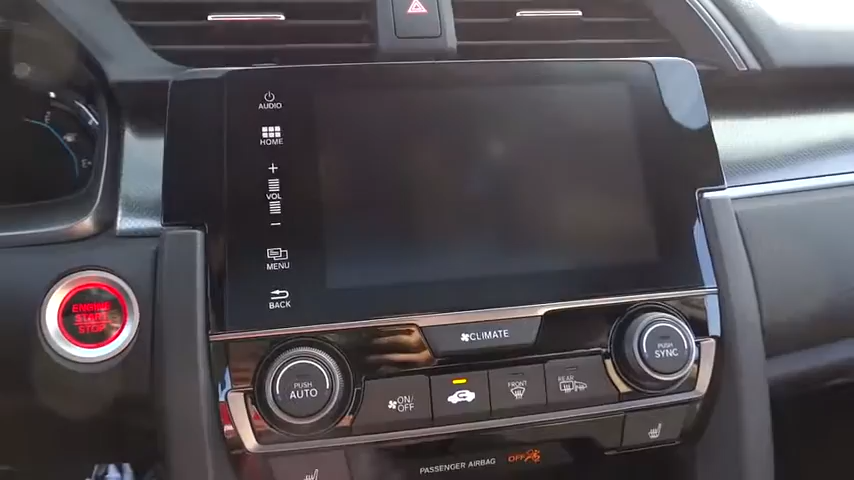 AUDIO
HOME
+
VOL
−
MENU
BACK
ENGINE
START
STOP
CLIMATE
PUSH
AUTO
ON/
OFF
FRONT
REAR
PUSH
SYNC
PASSENGER AIRBAG
OFF